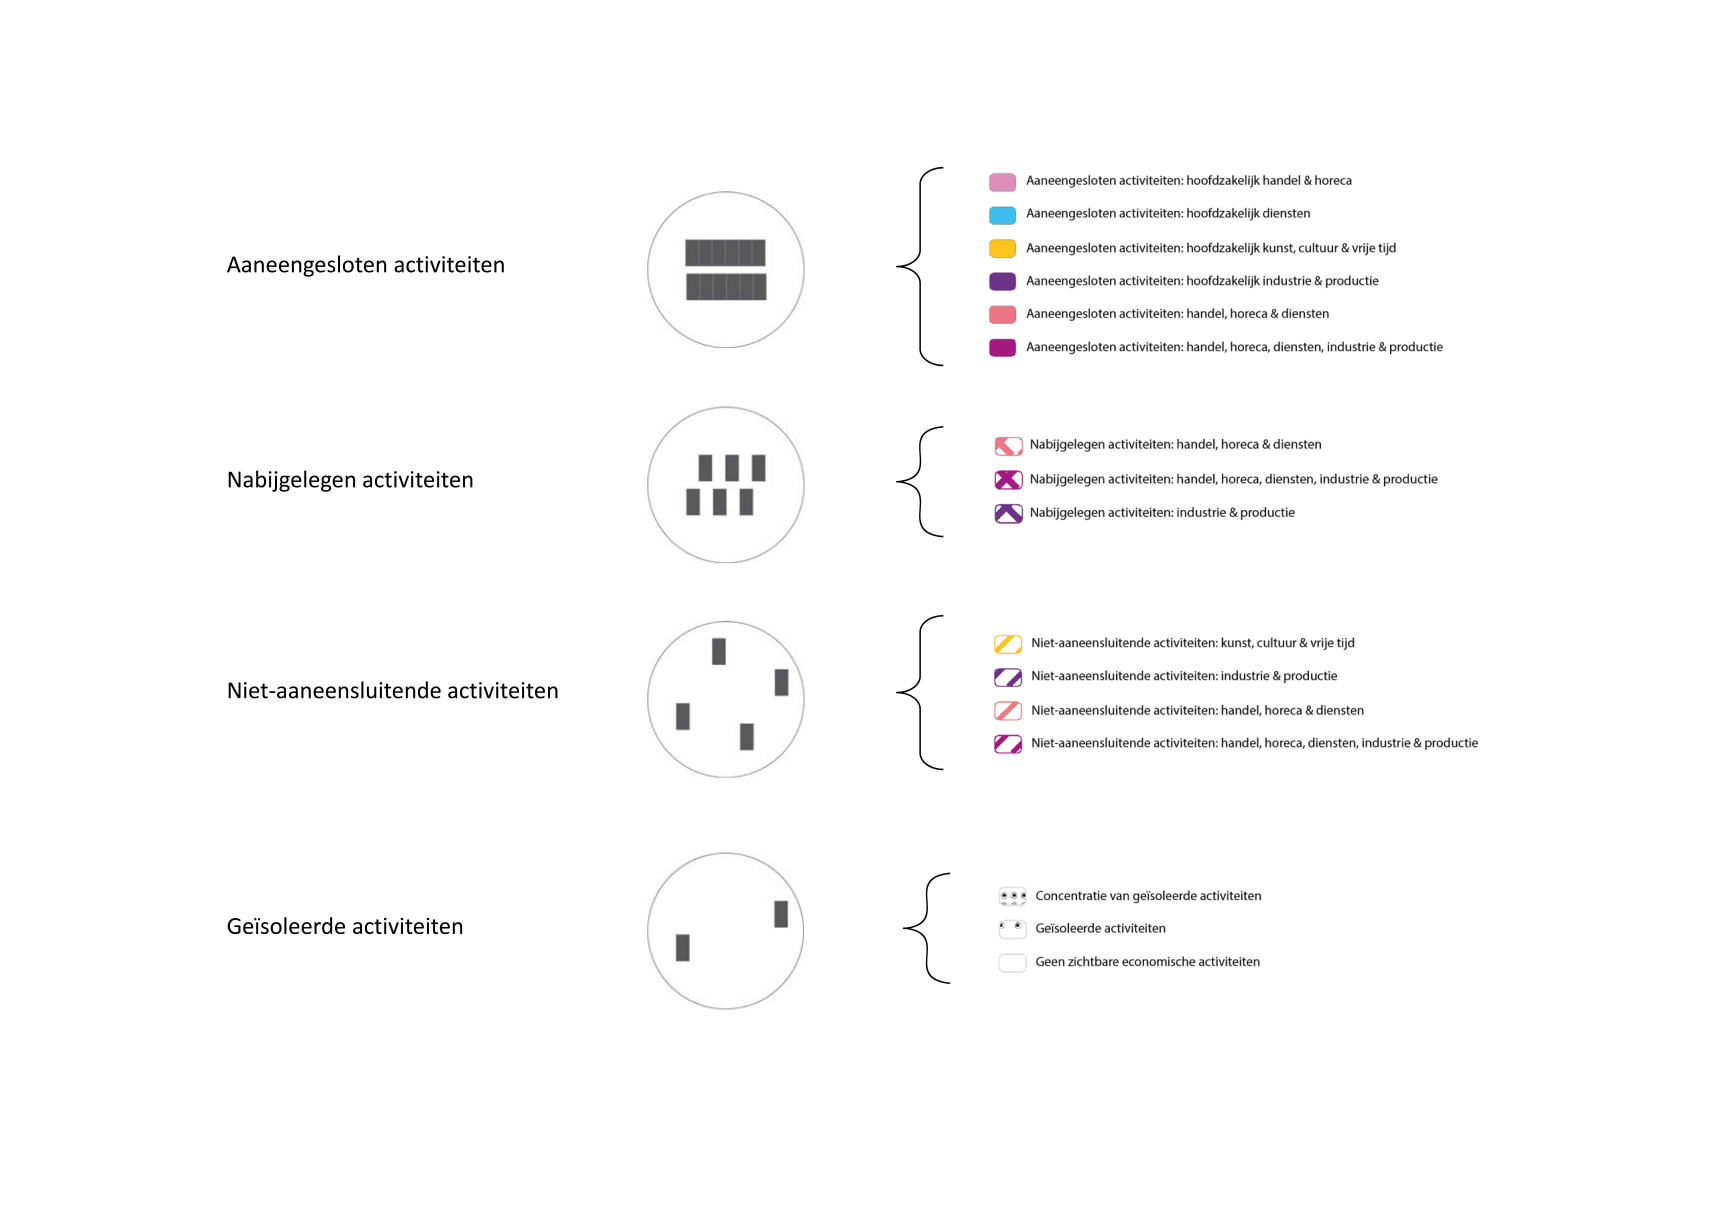 Aaneengesloten activiteiten
Aaneengesloten activiteiten: hoofdzakelijk handel & horeca
Aaneengesloten activiteiten: hoofdzakelijk diensten
Aaneengesloten activiteiten: hoofdzakelijk kunst, cultuur & vrije tijd
Aaneengesloten activiteiten: hoofdzakelijk industrie & productie
Aaneengesloten activiteiten: handel, horeca & diensten
Aaneengesloten activiteiten: handel, horeca, diensten, industrie & productie
Nabijgelegen activiteiten
Nabijgelegen activiteiten: handel, horeca & diensten
Nabijgelegen activiteiten: handel, horeca, diensten, industrie & productie
Nabijgelegen activiteiten: industrie & productie
Niet-aaneensluitende activiteiten
Niet-aaneensluitende activiteiten: kunst, cultuur & vrije tijd
Niet-aaneensluitende activiteiten: industrie & productie
Niet-aaneensluitende activiteiten: handel, horeca & diensten
Niet-aaneensluitende activiteiten: handel, horeca, diensten, industrie & productie
Geïsoleerde activiteiten
Concentratie van geïsoleerde activiteiten
Geïsoleerde activiteiten
Geen zichtbare economische activiteiten